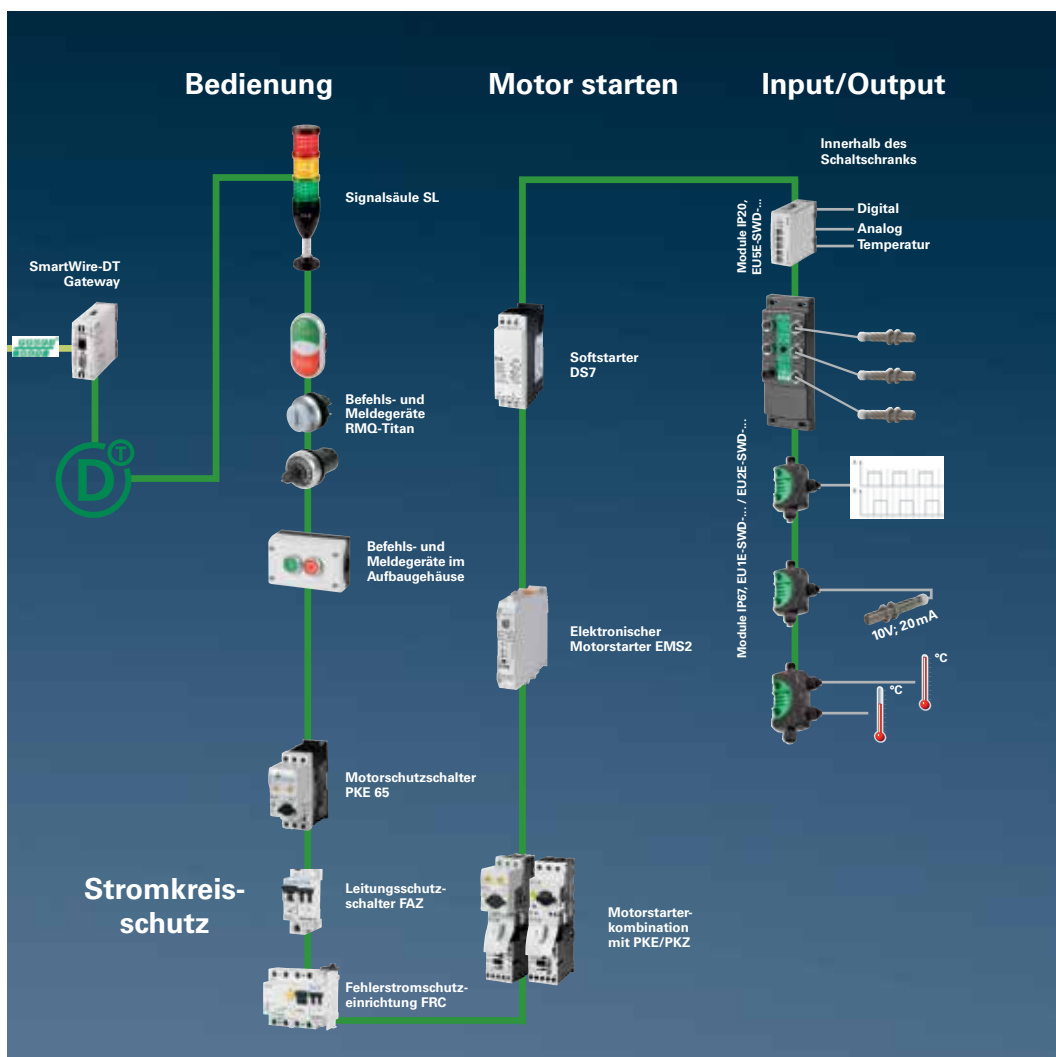 Bedienung
Motor starten
Input/Output
Innerhalb des
Schaltschranks
Signalsäule SL
Module IP20,
EU5E-SWD-...
Digital
Analog
Temperatur
SmartWire-DT
Gateway
Softstarter
DS7
Befehls- und
Meldegeräte
RMQ-Titan
D
T
Module IP67, EU1E-SWD-... / EU2E-SWD-...
Befehls- und
Meldegeräte im
Aufbaugehäuse
10V; 20 mA
Elektronischer
Motorstarter EMS2
°C
°C
Motorschutzschalter
PKE 65
Stromkreis-
schutz
Leitungsschutz-
schalter FAZ
Motorstarter-
kombination
mit PKE/PKZ
Fehlerstromschutz-
einrichtung FRC